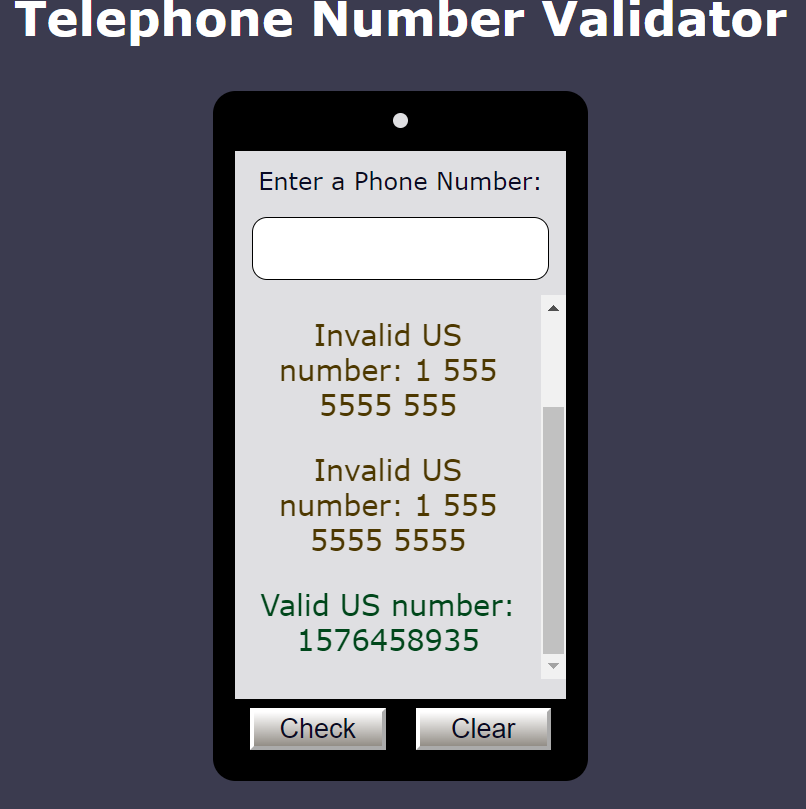 Telephone Number Validator
Enter a Phone Number:
Invalid US
number: 1 555
5555 555
Invalid US
number: 1 555
5555 5555
Valid US number:
1576458935
Check
Clear